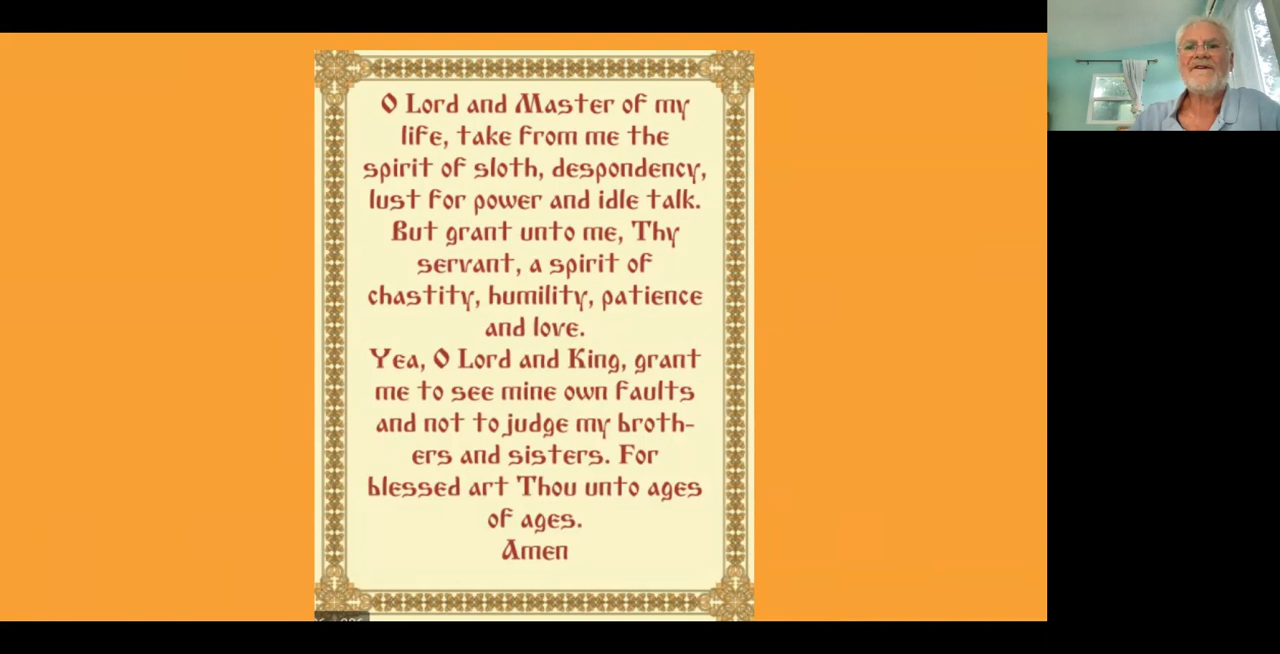 O Lord and Master of my
life, take from me the
spirit of sloth, despondency,
lust for power and idle talk.
But grant unto me, Thy
servant, a spirit of
chastity, humility, patience
and love.
Yea, O Lord and King, grant
me to see mine own faults
and not to judge my broth-
ers and sisters. For
blessed art Thou unto ages
of ages.
Amen